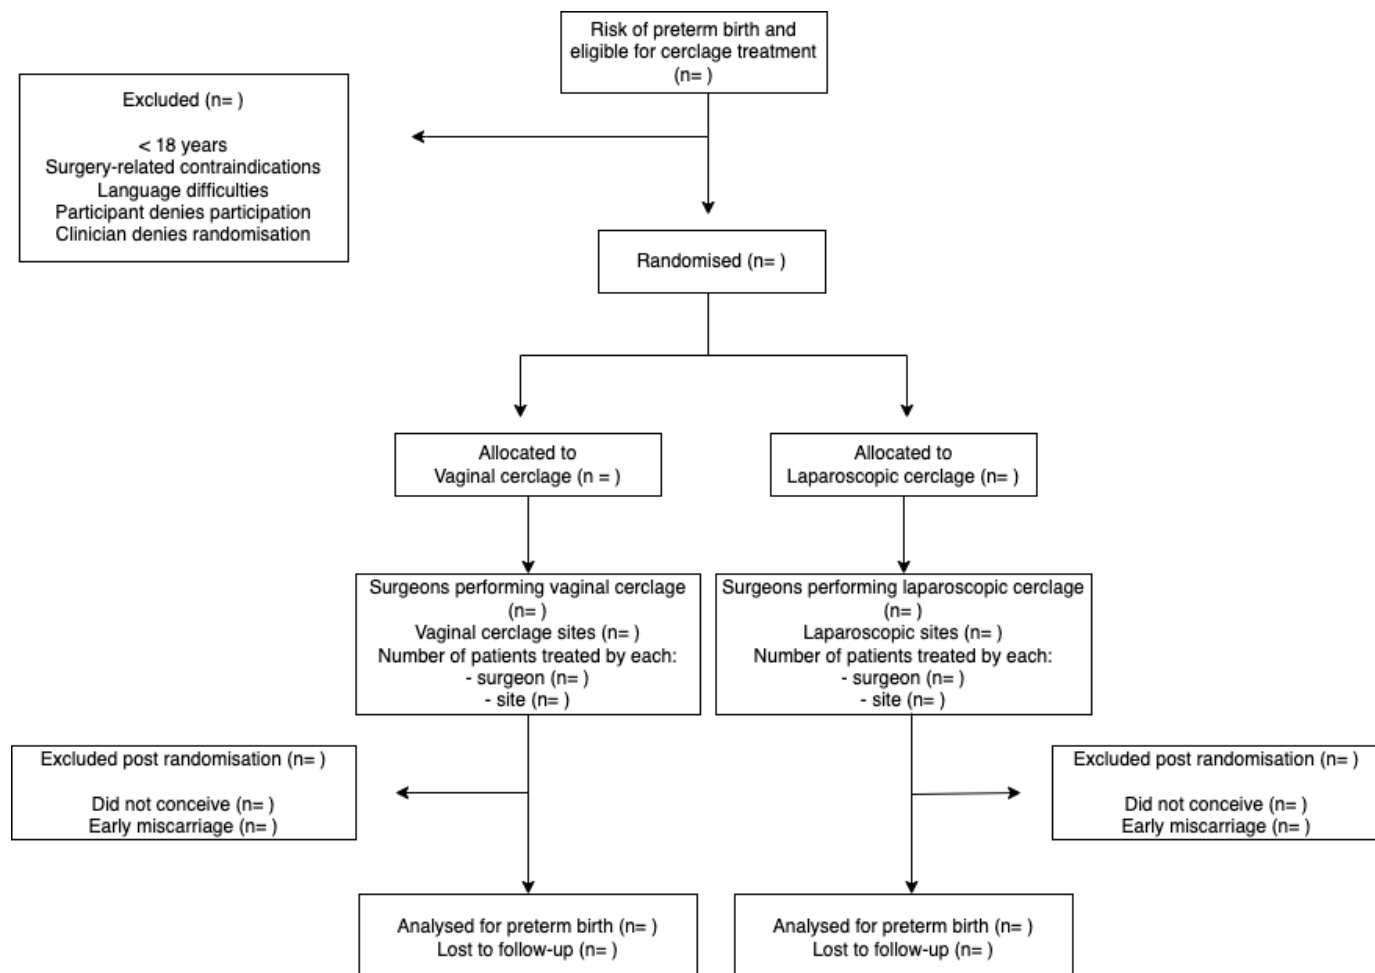 Risk of preterm birth and
eligible for cerclage treatment
(n= )
Excluded (n= )
< 18 years
Surgery-related contraindications
Language difficulties
Participant denies participation
Clinician denies randomisation
Randomised (n= )
Allocated to
Vaginal cerclage (n = )
Allocated to
Laparoscopic cerclage (n= )
Surgeons performing vaginal cerclage
(n= )
Vaginal cerclage sites (n= )
Number of patients treated by each:
- surgeon (n= )
- site (n= )
Surgeons performing laparoscopic cerclage
(n= )
Laparoscopic sites (n= )
Number of patients treated by each:
- surgeon (n= )
- site (n= )
Excluded post randomisation (n= )
Did not conceive (n= )
Early miscarriage (n= )
Excluded post randomisation (n= )
Did not conceive (n= )
Early miscarriage (n= )
Analysed for preterm birth (n= )
Lost to follow-up (n= )
Analysed for preterm birth (n= )
Lost to follow-up (n= )